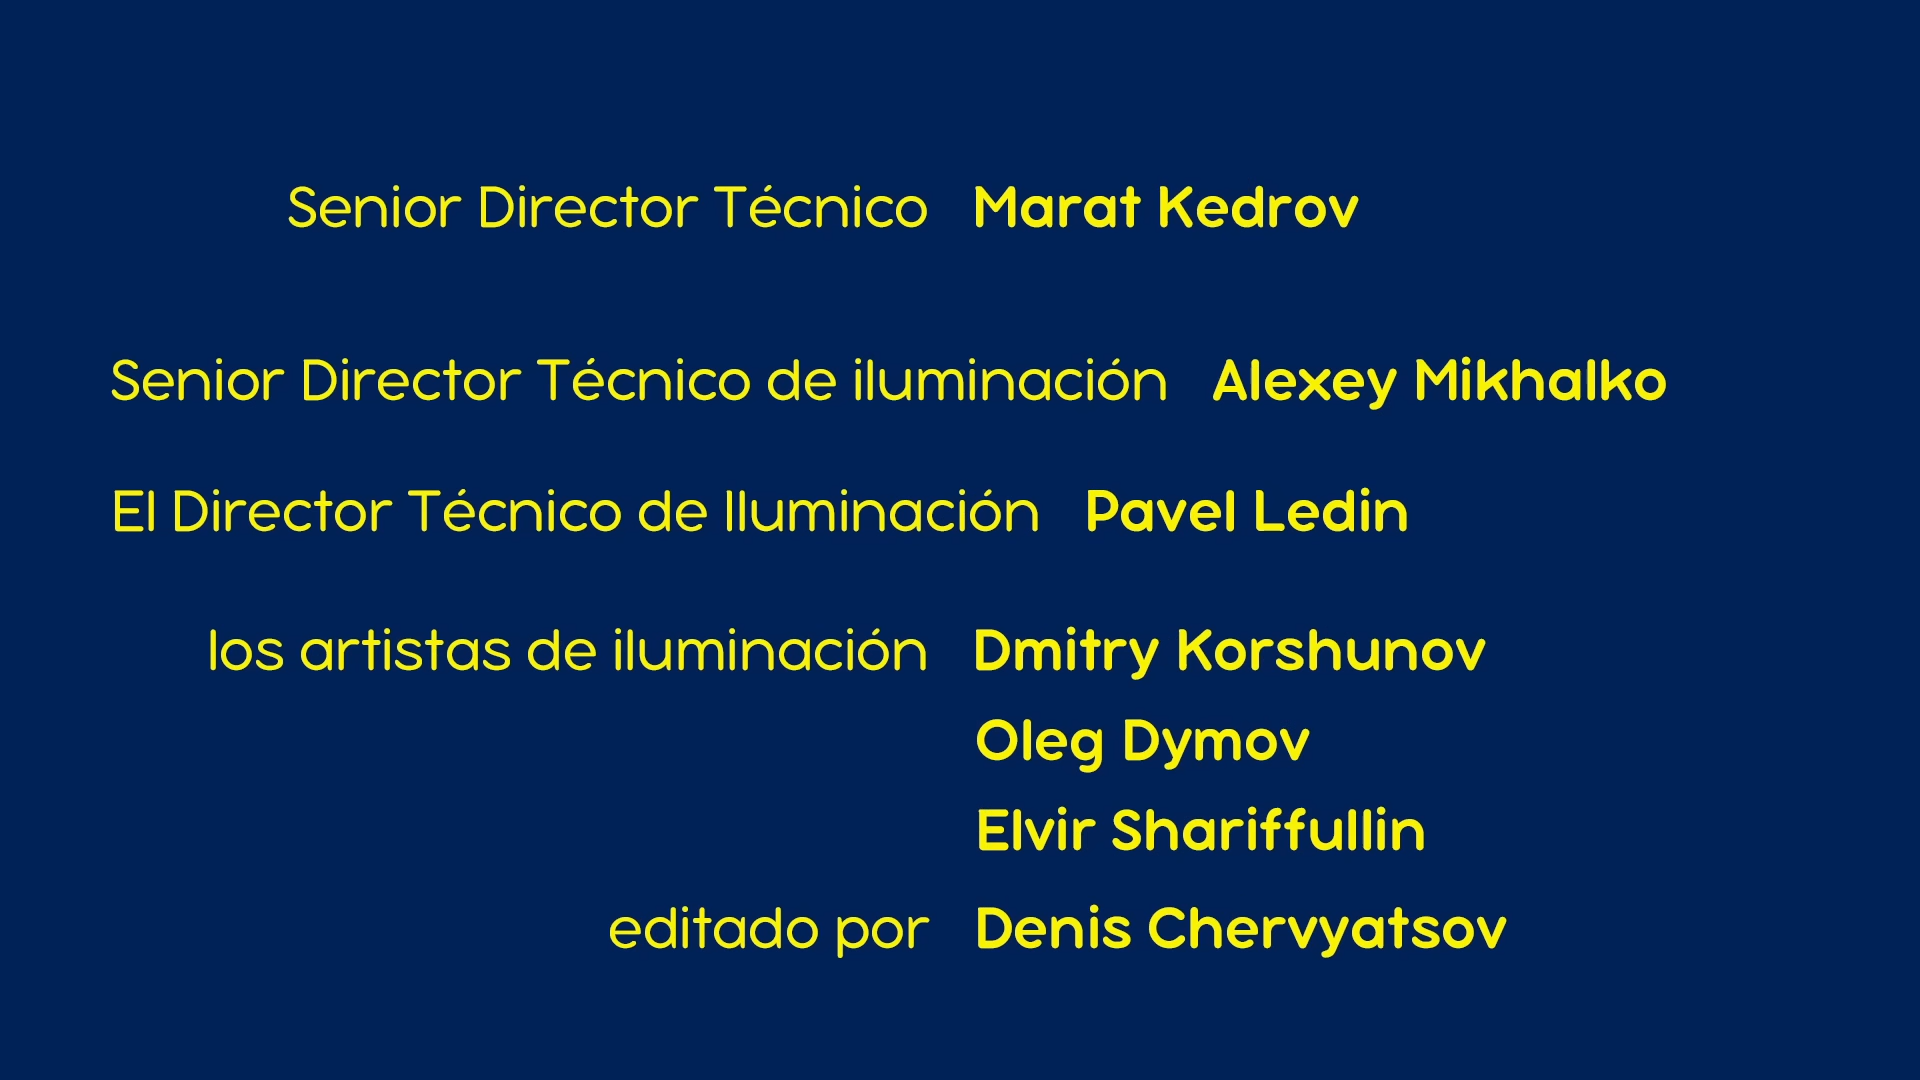 Senior Director Técnico Marat Kedrov
Senior Director Técnico de iluminación Alexey Mikhalko
El Director Técnico de Iluminación Pavel Ledin
los artistas de iluminación Dmitry Korshunov
Oleg Dymov
Elvir Shariffullin
editado por Denis Chervyatsov